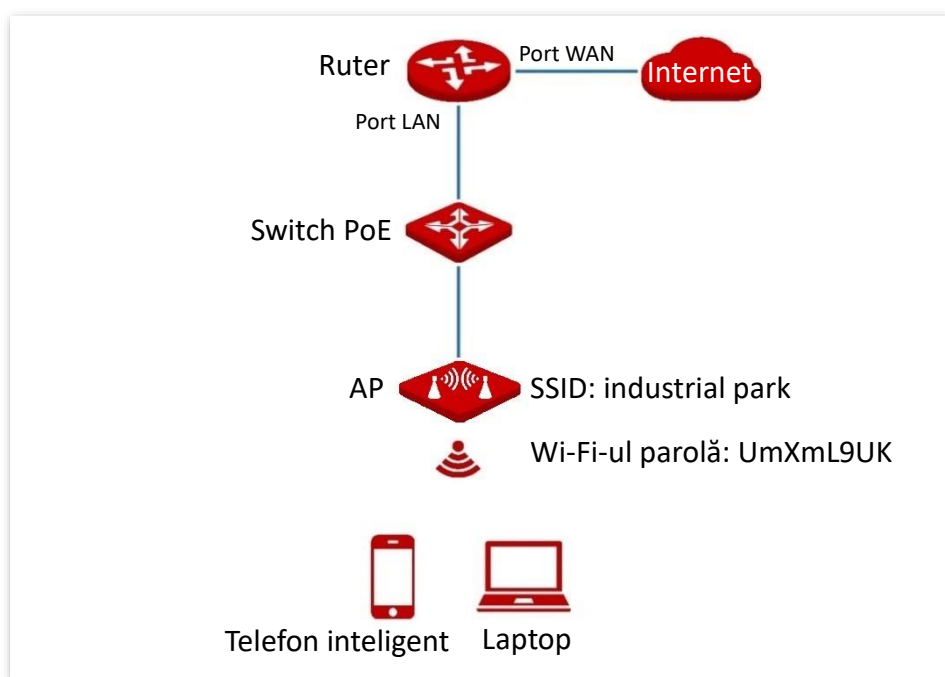 Ruter
Port WAN
Internet
Port LAN
Switch PoE
AP
SSID: industrial park
Wi-Fi-ul parolă: UmXmL9UK
Telefon inteligent
Laptop